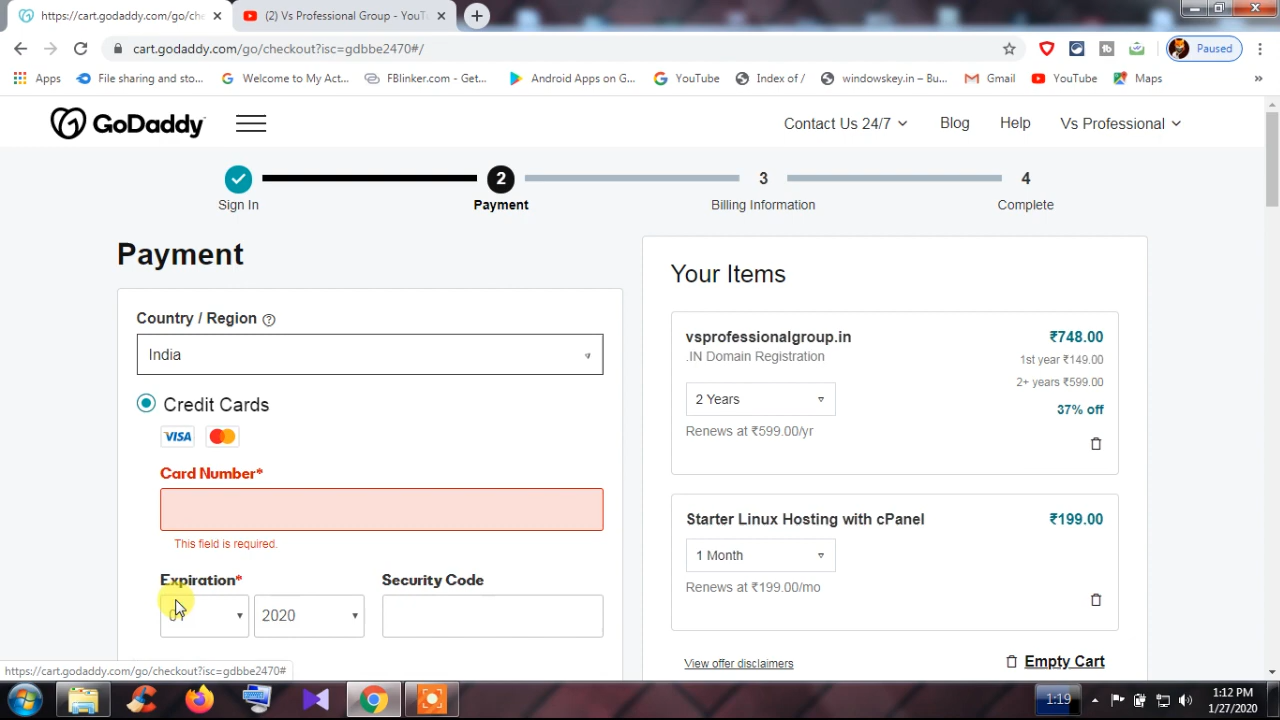 https://cart.godaddy.com/go/che
(2) Vs Professional Group - YouT
cart.godaddy.com/go/checkout?isc=gdbbe2470#/
Paused
Apps
File sharing and sto...
Welcome to My Act...
FBlinker.com - Get...
Android Apps on G...
YouTube
Index of /
windowskey.in – Bu...
Gmail
YouTube
Maps
»
GoDaddy
Contact Us 24/7
Blog
Help
Vs Professional
2
3
4
Sign In
Payment
Billing Information
Complete
Payment
Country / Region ?
India
Credit Cards
VISA
Card Number*
This field is required.
Expiration*
Security Code
2020
Your Items
vsprofessionalgroup.in
₹748.00
.IN Domain Registration
1st year ₹149.00
2+ years ₹599.00
2 Years
37% off
Renews at ₹599.00/yr
Starter Linux Hosting with cPanel
₹199.00
1 Month
Renews at ₹199.00/mo
View offer disclaimers
Empty Cart
https://cart.godaddy.com/go/checkout?isc=gdbbe2470#
1:19
1:12 PM
1/27/2020